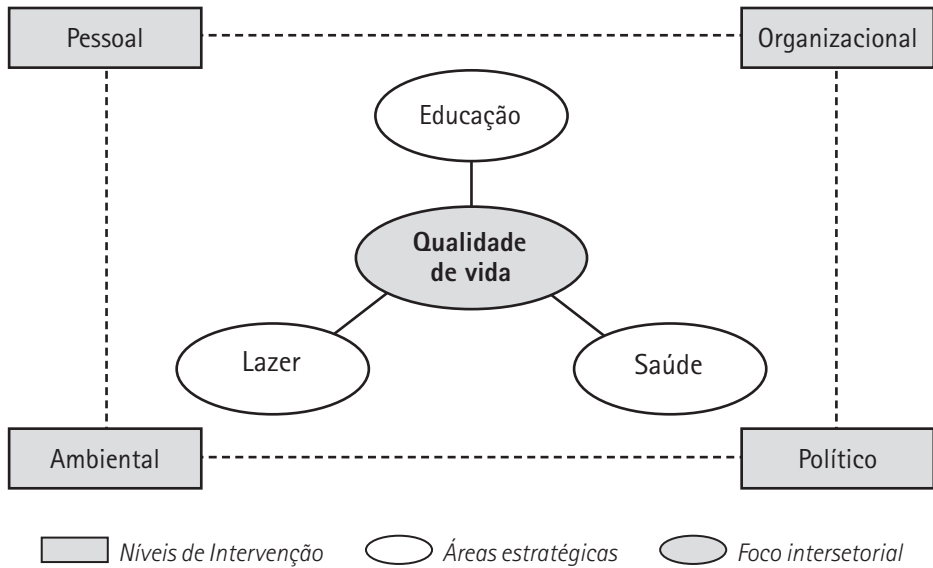 Pessoal
Organizacional
Educação
Qualidade
de vida
Lazer
Saúde
Ambiental
Político
Níveis de Intervenção
Áreas estratégicas
Foco intersetorial